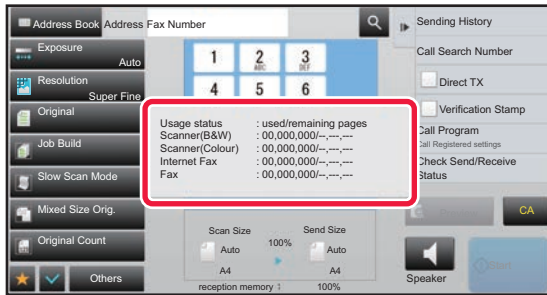 Address Book
Address
Fax Number
Exposure
Auto
Resolution
Super Fine
Original
Job Build
Slow Scan Mode
Mixed Size Orig.
Original Count
Others
1
2
ABC
3
DEF
4
5
6
Usage status : used/remaining pages
Scanner(B&W) : 00,000,000/--,---,---
Scanner(Colour) : 00,000,000/--,---,---
Internet Fax : 00,000,000/--,---,---
Fax : 00,000,000/--,---,---
Scan Size
Send Size
Auto
100%
Auto
A4
A4
reception memory : 100%
Sending History
Call Search Number
Direct TX
Verification Stamp
Call Program
Call Registered settings
Check Send/Receive
Status
CA
Speaker
Start